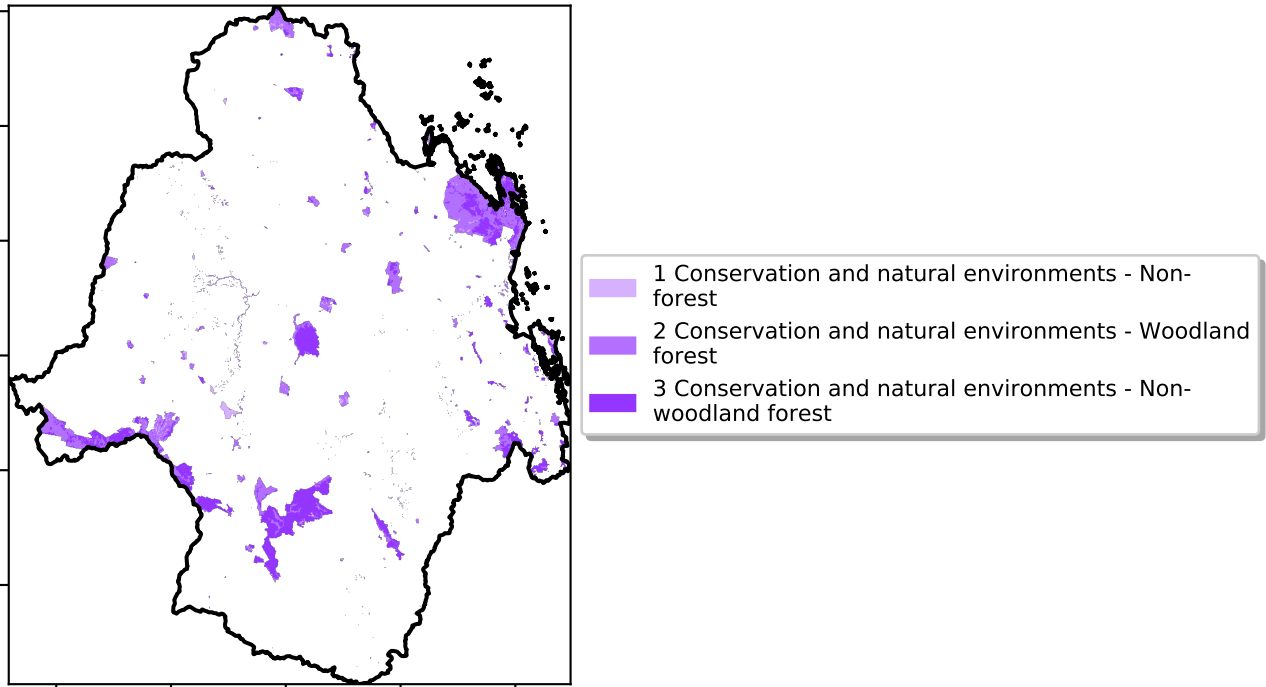 1 Conservation and natural environments - Non-
forest
2 Conservation and natural environments - Woodland
forest
3 Conservation and natural environments - Non-
woodland forest